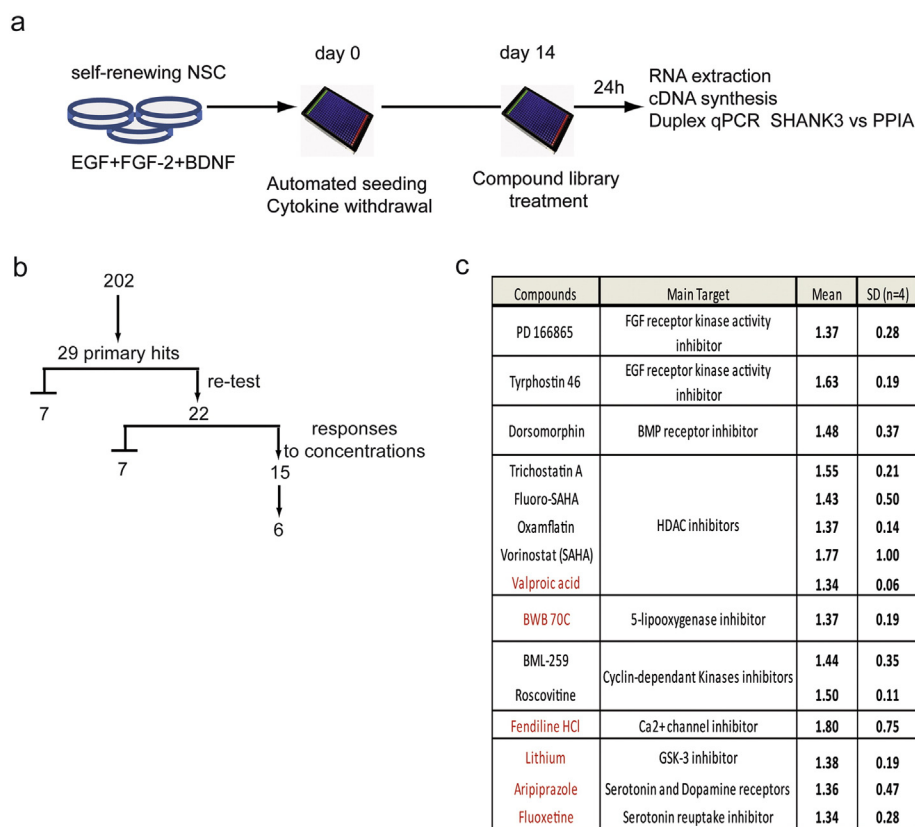 a
day 0
day 14
self-renewing NSC
24h
RNA extraction
cDNA synthesis
Duplex qPCR SHANK3 vs PPIA
EGF+FGF-2+BDNF
Automated seeding
Cytokine withdrawal
Compound library
treatment
b
202
29 primary hits
re-test
7
22
responses
to concentrations
7
15
6
c
Compounds Main Target Mean SD (n=4)
PD 166865 FGF receptor kinase activity inhibitor 1.37 0.28
Tyrphostin 46 EGF receptor kinase activity inhibitor 1.63 0.19
Dorsomorphin BMP receptor inhibitor 1.48 0.37
Trichostatin A 1.55 0.21
Fluoro-SAHA 1.43 0.50
Oxamflatin HDAC inhibitors 1.37 0.14
Vorinostat (SAHA) 1.77 1.00
Valproic acid 1.34 0.06
BWB 70C 5-lipooxygenase inhibitor 1.37 0.19
BML-259 1.44 0.35
Cyclin-dependant Kinases inhibitors
Roscovitine 1.50 0.11
Fendiline HCl Ca2+ channel inhibitor 1.80 0.75
Lithium GSK-3 inhibitor 1.38 0.19
Aripiprazole Serotonin and Dopamine receptors 1.36 0.47
Fluoxetine Serotonin reuptake inhibitor 1.34 0.28